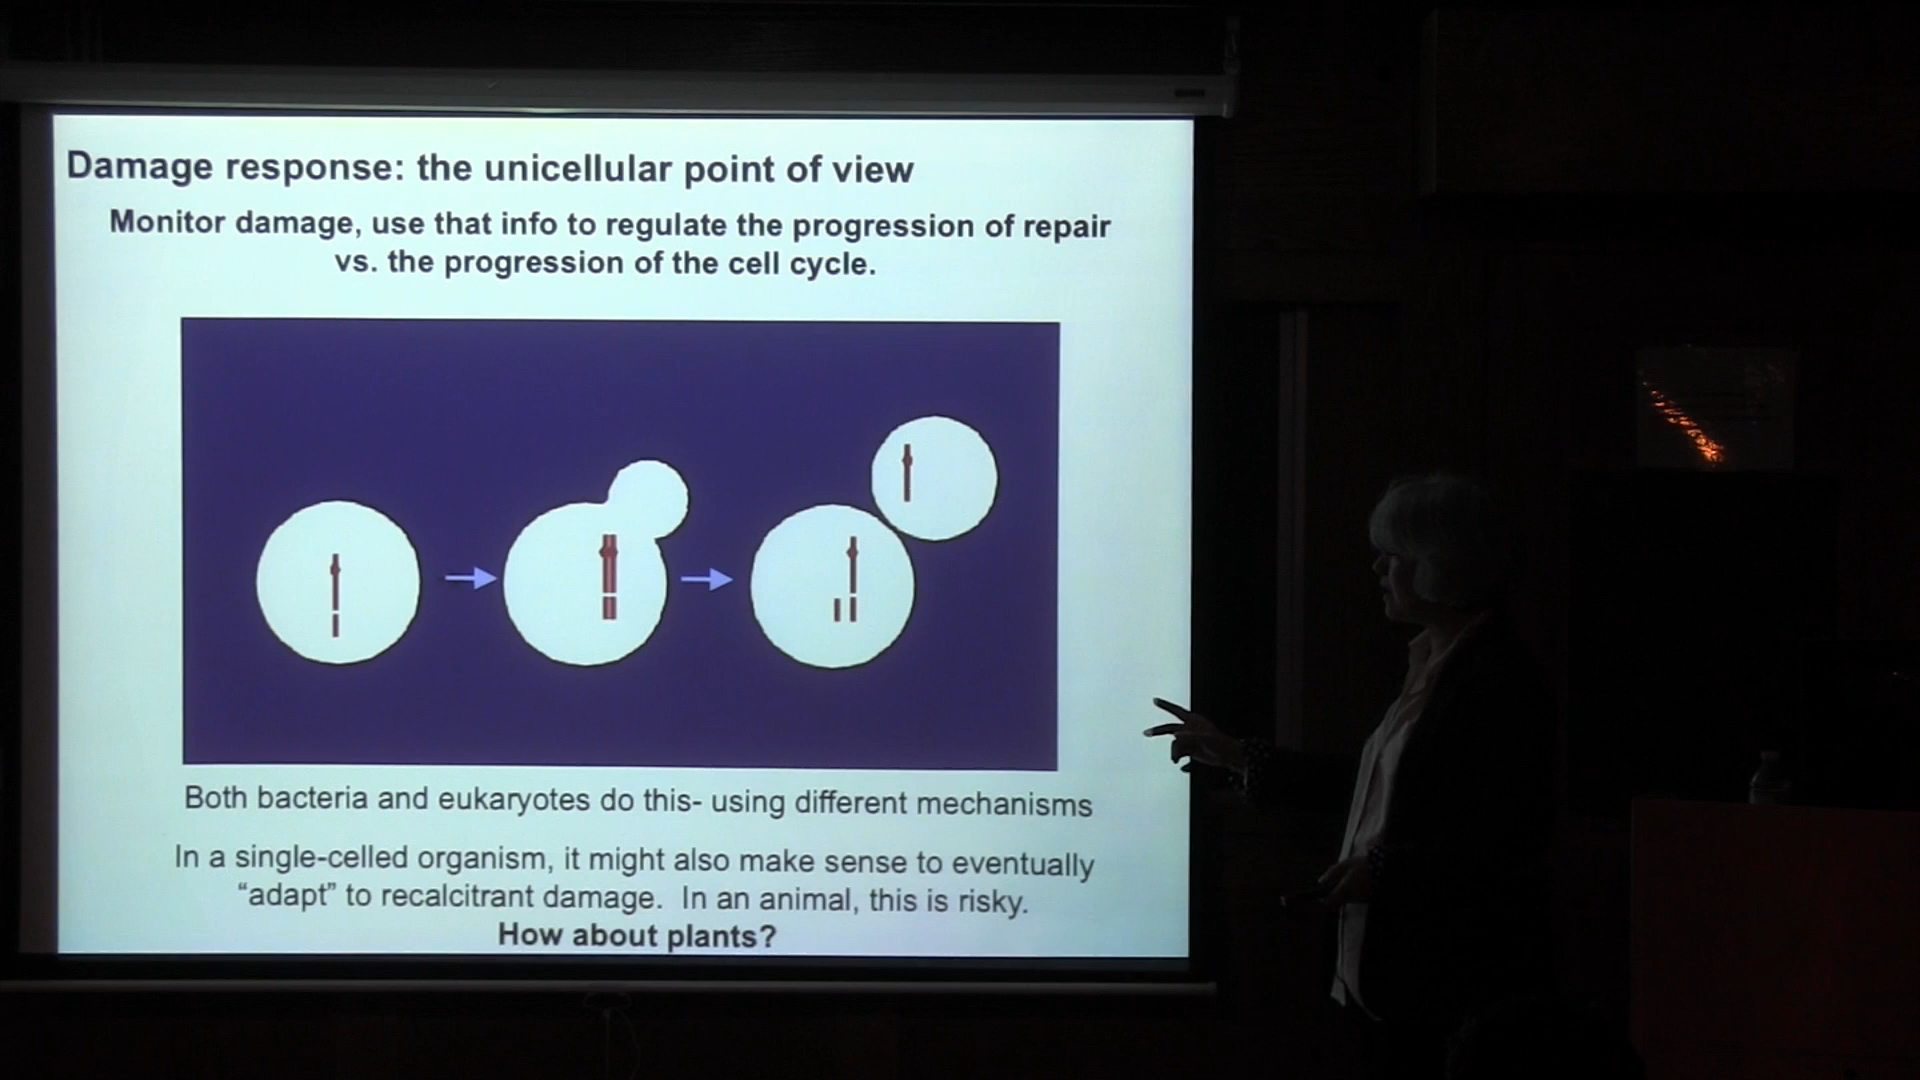 Damage response: the unicellular point of view
Monitor damage, use that info to regulate the progression of repair
vs. the progression of the cell cycle.
Both bacteria and eukaryotes do this- using different mechanisms
In a single-celled organism, it might also make sense to eventually
“adapt” to recalcitrant damage.  In an animal, this is risky.
How about plants?